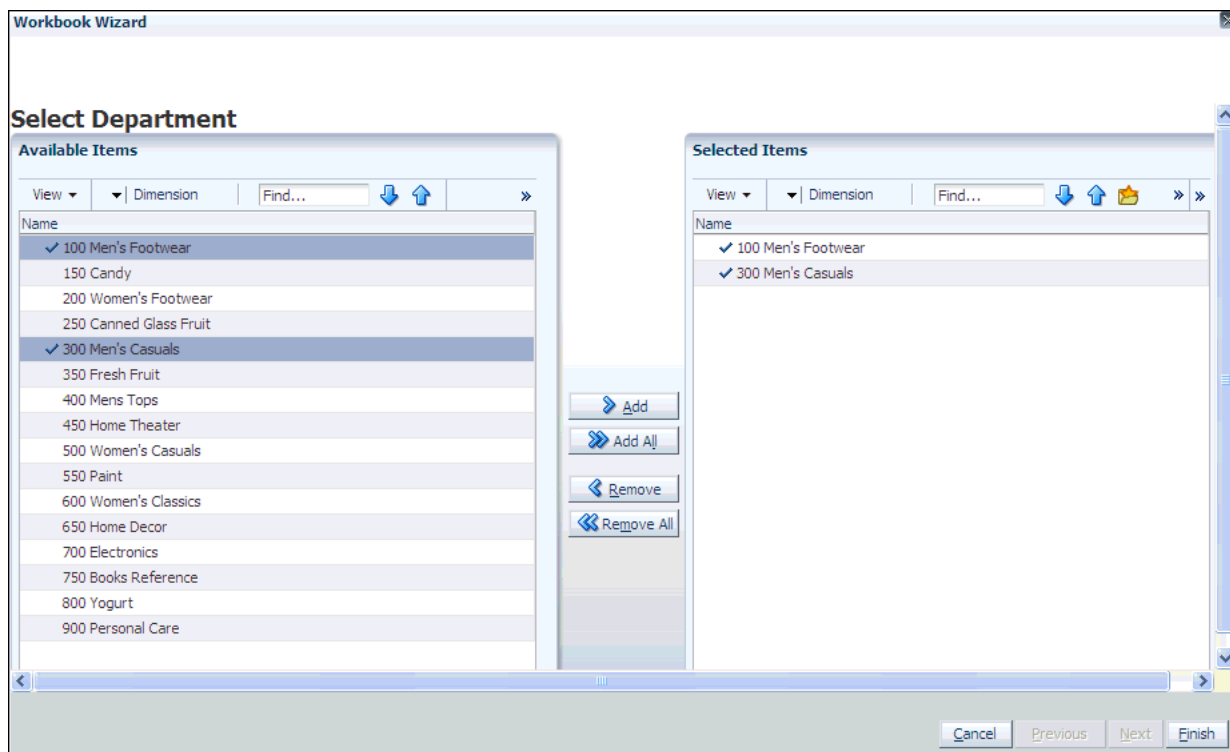 Workbook Wizard
Select Department
Available Items
View
Dimension
Find...
Name
100 Men's Footwear
150 Candy
200 Women's Footwear
250 Canned Glass Fruit
300 Men's Casuals
350 Fresh Fruit
400 Mens Tops
450 Home Theater
500 Women's Casuals
550 Paint
600 Women's Classics
650 Home Decor
700 Electronics
750 Books Reference
800 Yogurt
900 Personal Care
Add
Add All
Remove
Remove All
Selected Items
View
Dimension
Find...
Name
100 Men's Footwear
300 Men's Casuals
Cancel
Previous
Next
Finish